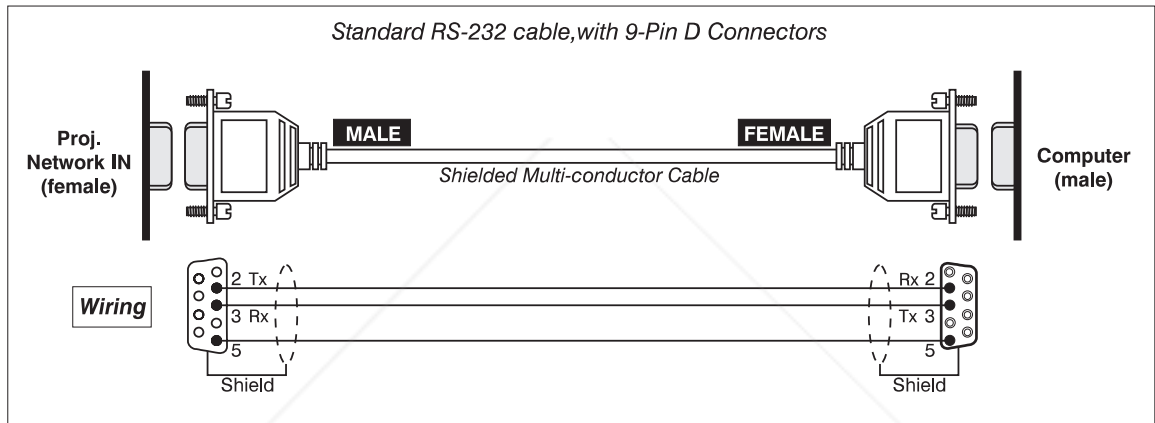 Standard RS-232 cable,with 9-Pin D Connectors
Proj.
Network IN
(female)
MALE
FEMALE
Shielded Multi-conductor Cable
Computer
(male)
Wiring
2 Tx
3 Rx
5
Shield
Rx 2
Tx 3
5
Shield